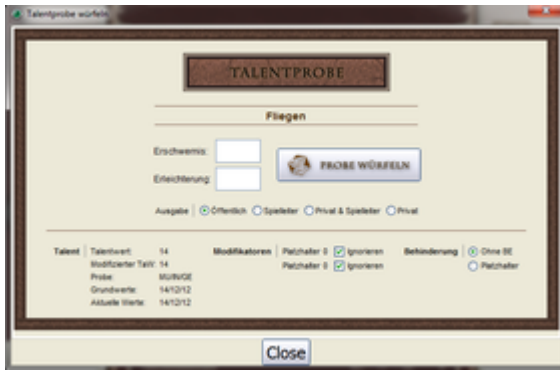 Talentprobe würfeln
TALENTPROBE
Fliegen
Erschwernis:
Erleichterung:
PROBE WÜRFELN
Ausgabe Öffentlich Spielleiter Privat & Spielleiter Privat
Talent Talentwert: 14 Modifikatoren Platzhalter 0 Ignorieren Behinderung Ohne BE
Modifizierter TaW: 14 Platzhalter 0 Ignorieren Platzhalter
Probe: MU/IN/GE
Grundwerte: 14/12/12
Aktuelle Werte: 14/12/12
Close